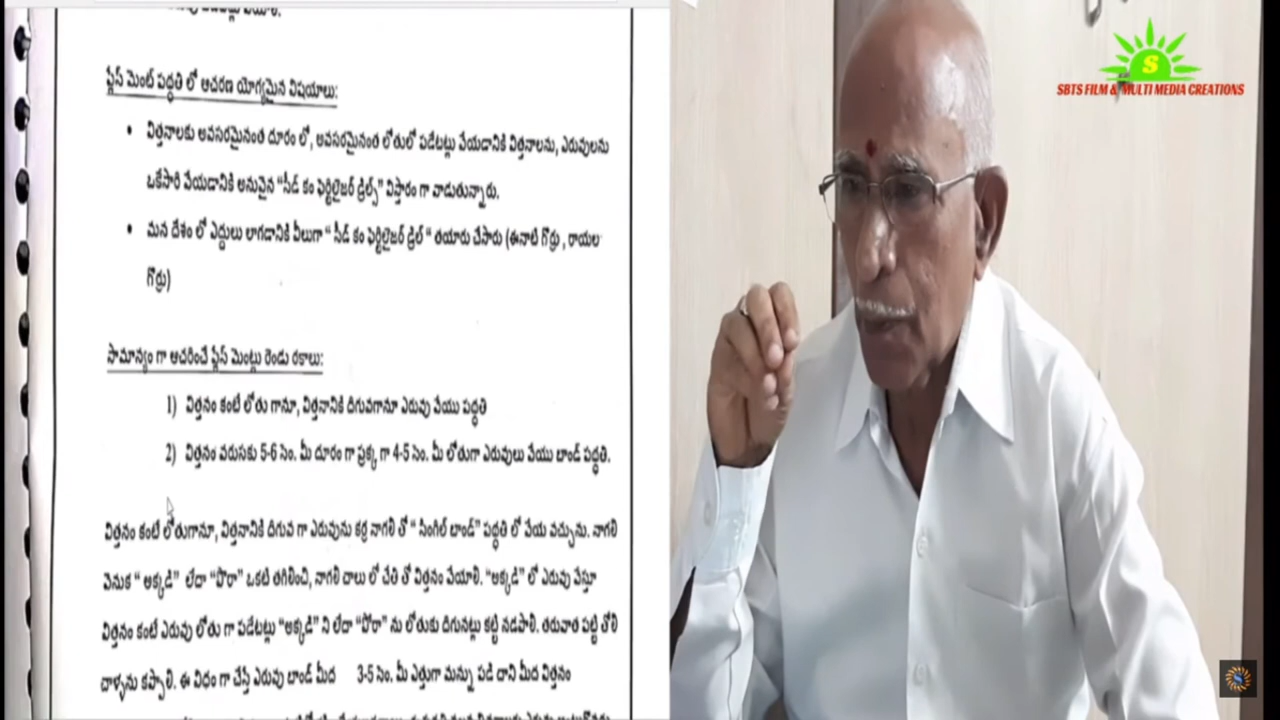 ప్లేస్ మెంట్ పద్ధతి లో ఆచరణ యోగ్యమైన విషయాలు:
• విత్తనాలకు అవసరమైనంత దూరం లో, అవసరమైనంత లోతులో పడేటట్లు వేయడానికి విత్తనాలను, ఎరువులను
ఒకేసారి వేయడానికి అనువైన "సీడ్ కం ఫెర్టిలైజర్ డ్రిల్స్" విస్తారం గా వాడుతున్నారు.
• మన దేశం లో ఎద్దులు లాగడానికి వీలుగా " సీడ్ కం ఫెర్టిలైజర్ డ్రిల్ " తయారు చేసారు (ఈనాటి గొర్రు , రాయల
గొర్రు)
సామాన్యం గా ఆచరించే ప్లేస్ మెంట్లు రెండు రకాలు:
1) విత్తనం కంటే లోతు గానూ, విత్తనానికి దిగువగానూ ఎరువు వేయు పద్ధతి
2) విత్తనం వరుసకు 5-6 సెం. మీ దూరం గా ప్రక్క గా 4-5 సెం. మీ లోతుగా ఎరువులు వేయు బాండ్ పద్ధతి.
విత్తనం కంటే లోతుగానూ, విత్తనానికి దిగువ గా ఎరువును కర్ర నాగలి తో " సింగిల్ బాండ్" పద్ధతి లో వేయ వచ్చును. నాగలి
వెనుక " అక్కడి" లేదా "పోరా" ఒకటి తగిలించి, నాగలి చాలు లో చేతి తో విత్తనం వేయాలి. "అక్కడి" లో ఎరువు వేస్తూ
విత్తనం కంటే ఎరువు లోతు గా పడేటట్లు "అక్కడి" ని లేదా "పోరా" ను లోతుకు దిగునట్లు కట్టి నడపాలి. తరువాత పట్టి తోలి
చాళ్ళను కప్పాలి. ఈ విధం గా చేస్తే ఎరువు బాండ్ మీద 3-5 సెం. మీ ఎత్తుగా మన్ను పడి దాని మీద విత్తనం
S
SBTS FILM & MULTI MEDIA CREATIONS